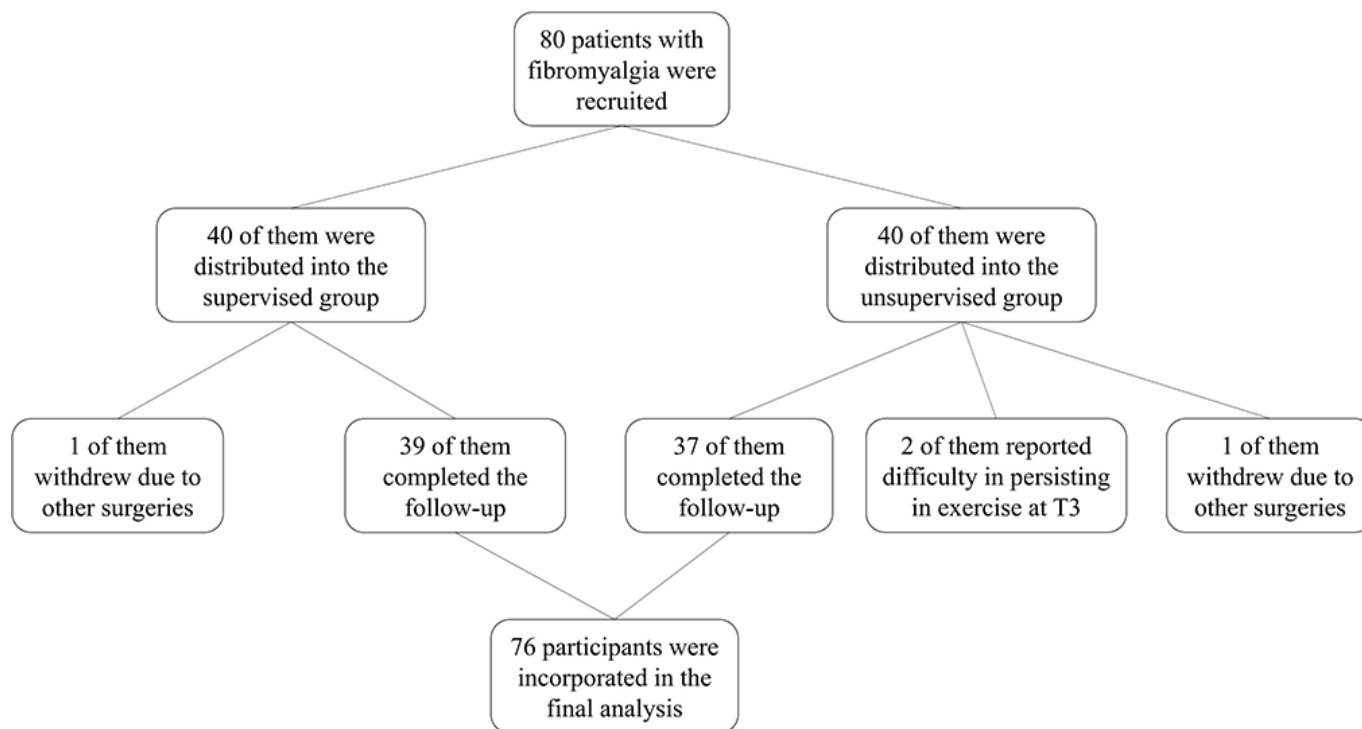 80 patients with
fibromyalgia were
recruited
40 of them were
distributed into the
supervised group
40 of them were
distributed into the
unsupervised group
1 of them
withdrew due to
other surgeries
39 of them
completed the
follow-up
37 of them
completed the
follow-up
2 of them reported
difficulty in persisting
in exercise at T3
1 of them
withdrew due to
other surgeries
76 participants were
incorporated in the
final analysis